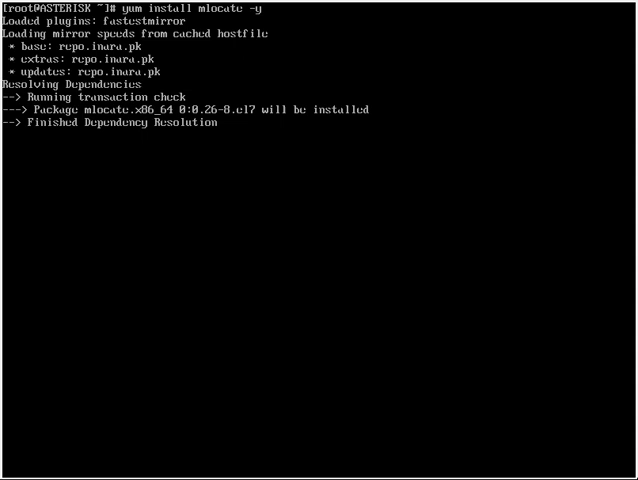 [root@ASTERISK ~]# yum install mlocate -y
Loaded plugins: fastestmirror
Loading mirror speeds from cached hostfile
 * base: repo.inara.pk
 * extras: repo.inara.pk
 * updates: repo.inara.pk
Resolving Dependencies
--> Running transaction check
---> Package mlocate.x86_64 0:0.26-8.el7 will be installed
--> Finished Dependency Resolution